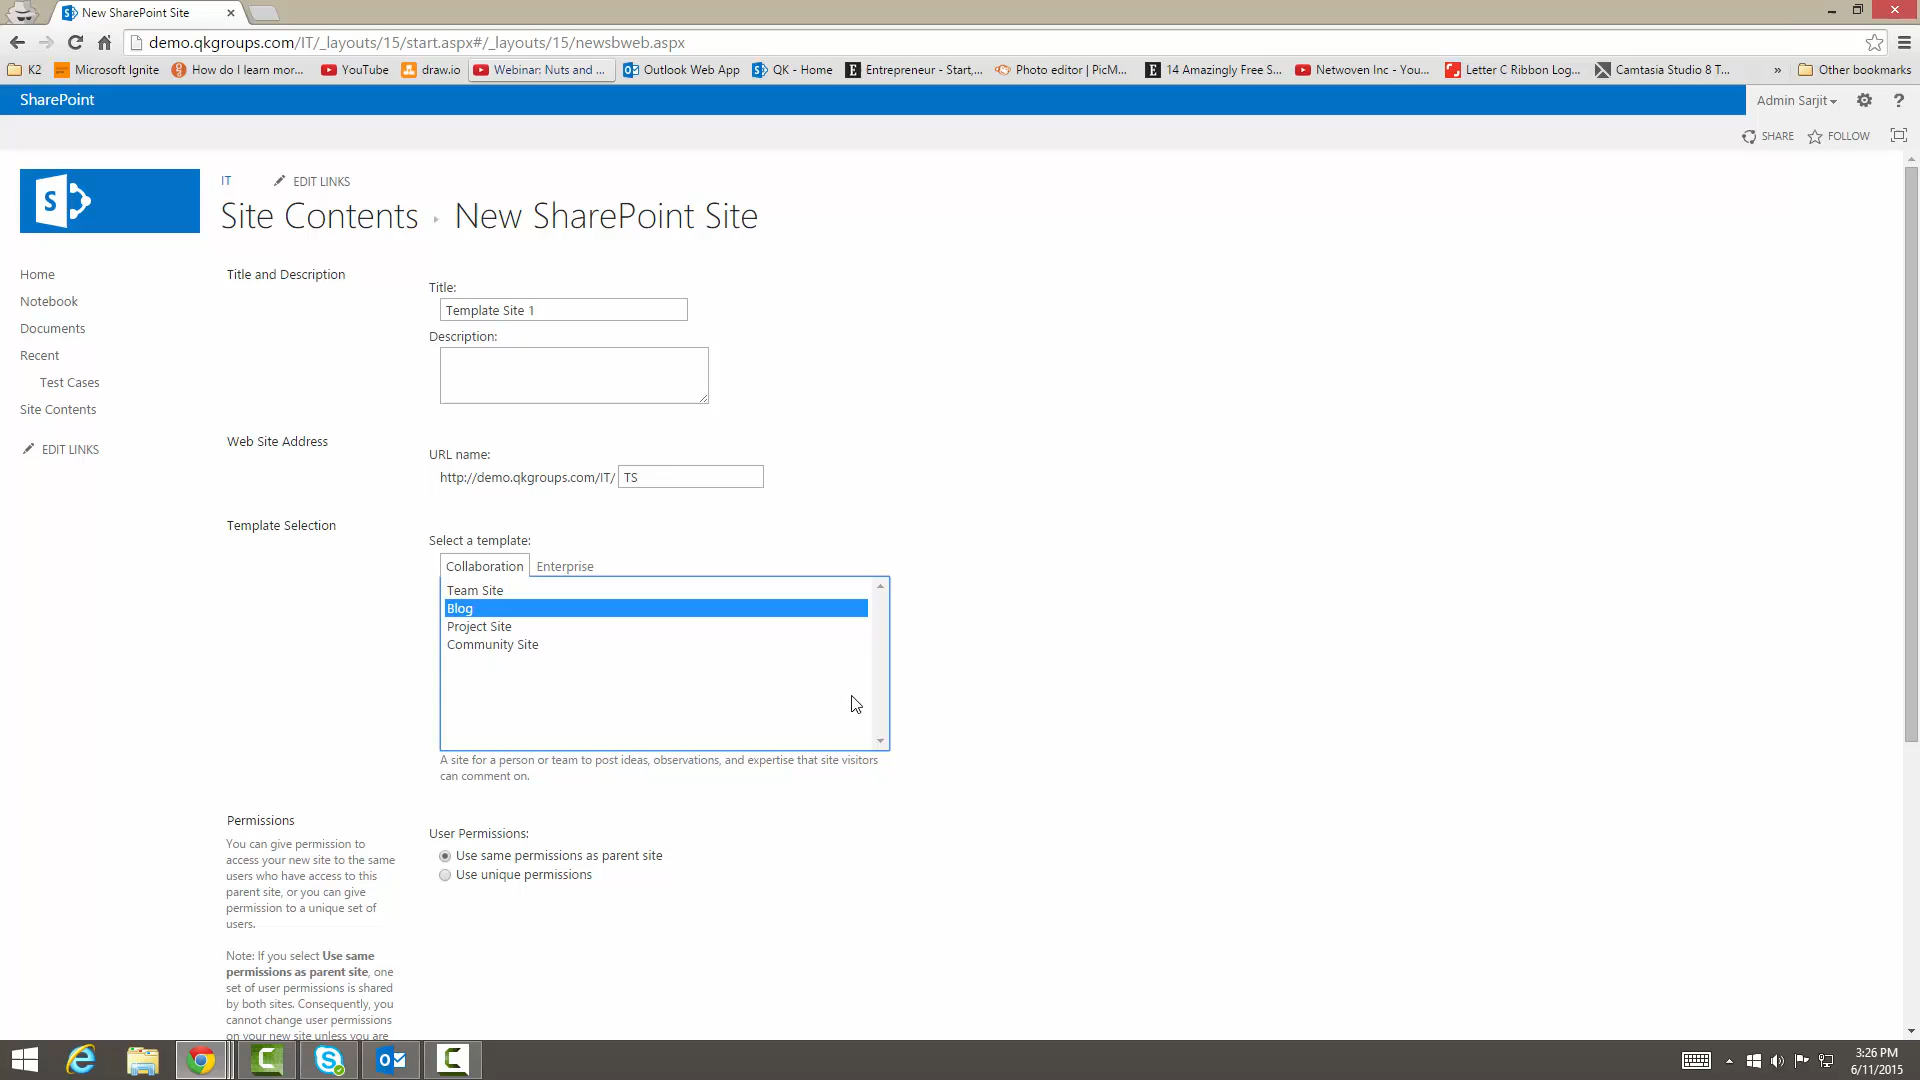 New SharePoint Site
demo.qkgroups.com/IT/_layouts/15/start.aspx#/_layouts/15/newsbweb.aspx
K2 Microsoft Ignite How do I learn mor... YouTube draw.io Webinar: Nuts and ... Outlook Web App QK - Home Entrepreneur - Start,... Photo editor | PicM... 14 Amazingly Free S... Netwoven Inc - You... Letter C Ribbon Log... Camtasia Studio 8 T... » Other bookmarks
SharePoint
Admin Sarjit
?
SHARE FOLLOW
S
IT EDIT LINKS
Site Contents New SharePoint Site
Home
Notebook
Documents
Recent
Test Cases
Site Contents
EDIT LINKS
Title and Description
Title:
Template Site 1
Description:
Web Site Address
URL name:
http://demo.qkgroups.com/IT/ TS
Template Selection
Select a template:
Collaboration Enterprise
Team Site
Blog
Project Site
Community Site
A site for a person or team to post ideas, observations, and expertise that site visitors
can comment on.
Permissions
You can give permission to
access your new site to the same
users who have access to this
parent site, or you can give
permission to a unique set of
users.
Note: If you select Use same
permissions as parent site, one
set of user permissions is shared
by both sites. Consequently, you
cannot change user permissions
on your new site unless you are
User Permissions:
Use same permissions as parent site
Use unique permissions
3:26 PM
6/11/2015